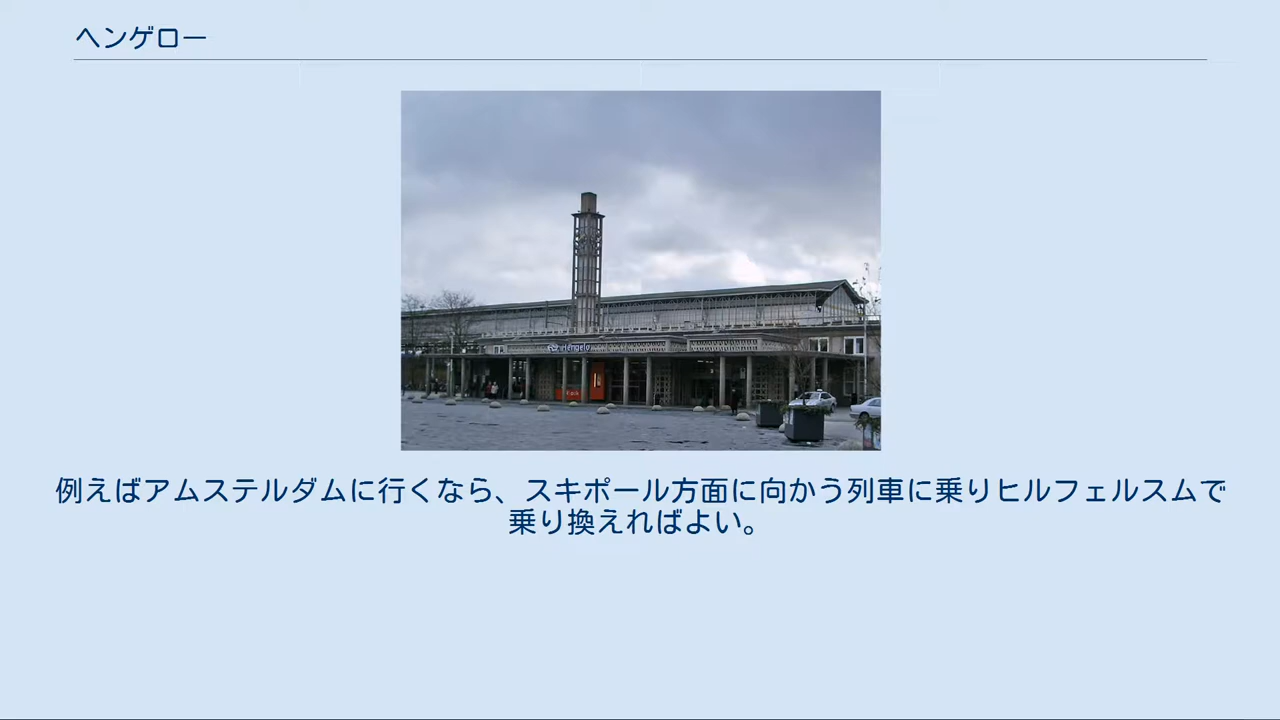 ヘンゲロー
Hengelo
例えばアムステルダムに行くなら、スキポール方面に向かう列車に乗りヒルフェルスムで
乗り換えればよい。